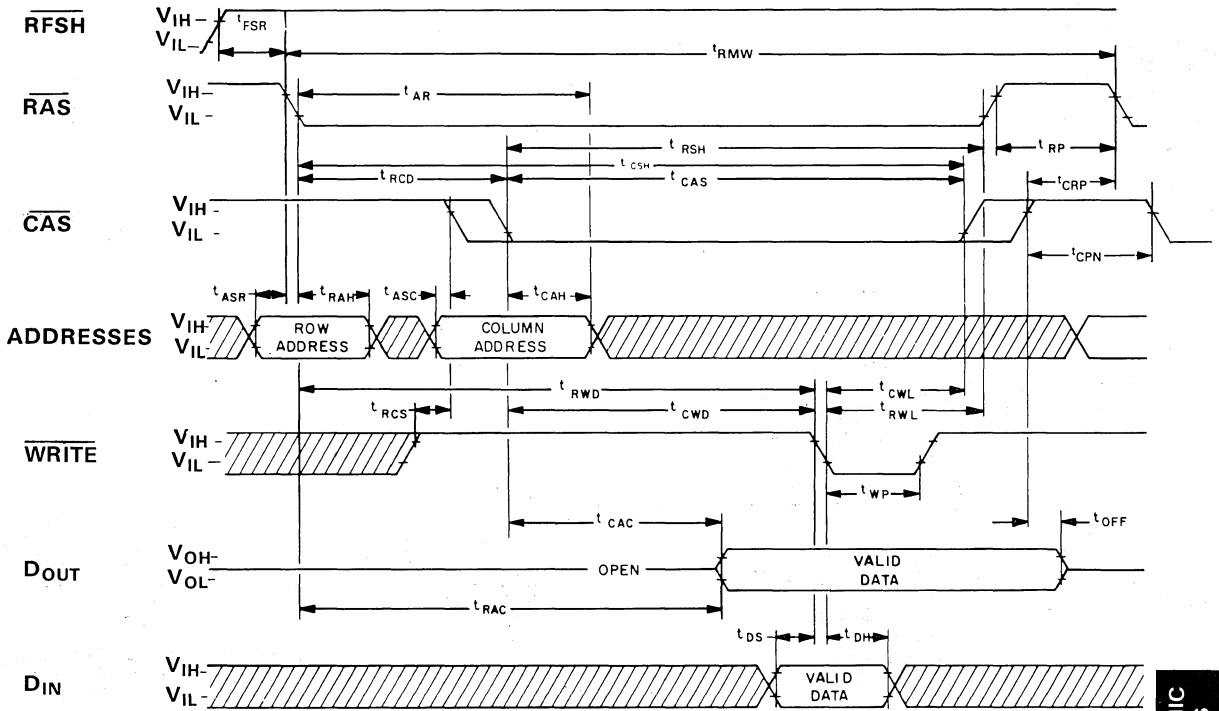 RFSH
VIH
VIL
tFSR
tRMW
RAS
VIH
VIL
tAR
tRSH
tRP
tCSH
tRCD
tCAS
tCRP
CAS
VIH
VIL
tCPN
tASR
tRAH
tASC
tCAH
ADDRESSES
VIH
VIL
ROW
ADDRESS
COLUMN
ADDRESS
tRWD
tCWL
tRCS
tCWD
tRWL
WRITE
VIH
VIL
tWP
tCAC
tOFF
DOUT
VOH
VOL
OPEN
VALID
DATA
tRAC
tDS
tDH
DIN
VIH
VIL
VALID
DATA
IC